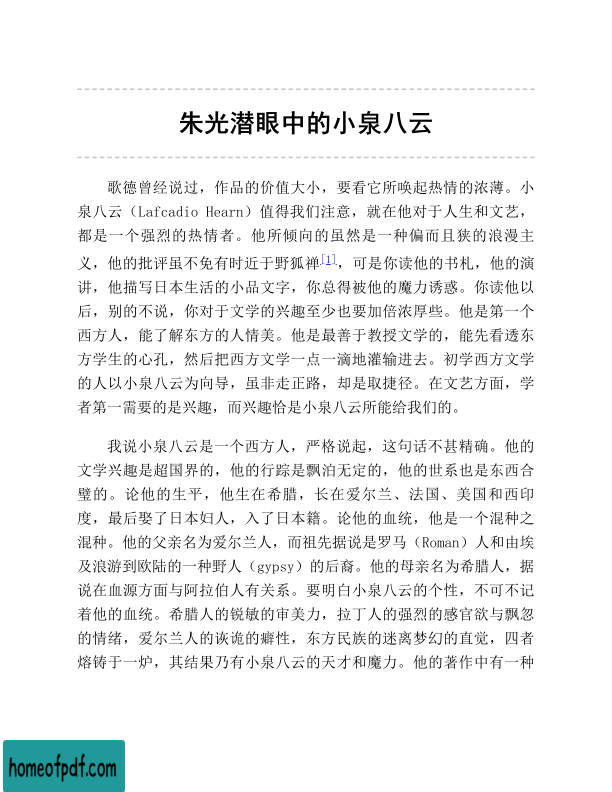 朱光潜眼中的小泉八云
歌德曾经说过，作品的价值大小，要看它所唤起热情的浓薄。小
泉八云（Lafcadio Hearn）值得我们注意，就在他对于人生和文艺，
都是一个强烈的热情者。他所倾向的虽然是一种偏而且狭的浪漫主
义，他的批评虽不免有时近于野狐禅[1]，可是你读他的书札，他的演
讲，他描写日本生活的小品文字，你总得被他的魔力诱惑。你读他以
后，别的不说，你对于文学的兴趣至少也要加倍浓厚些。他是第一个
西方人，能了解东方的人情美。他是最善于教授文学的，能先看透东
方学生的心孔，然后把西方文学一点一滴地灌输进去。初学西方文学
的人以小泉八云为向导，虽非走正路，却是取捷径。在文艺方面，学
者第一需要的是兴趣，而兴趣恰是小泉八云所能给我们的。
我说小泉八云是一个西方人，严格说起，这句话不甚精确。他的
文学兴趣是超国界的，他的行踪是飘泊无定的，他的世系也是东西合
璧的。论他的生平，他生在希腊，长在爱尔兰、法国、美国和西印
度，最后娶了日本妇人，入了日本籍。论他的血统，他是一个混种之
混种。他的父亲名为爱尔兰人，而祖先据说是罗马（Roman）人和由埃
及浪游到欧陆的一种野人（gypsy）的后裔。他的母亲名为希腊人，据
说在血源方面与阿拉伯人有关系。要明白小泉八云的个性，不可不记
着他的血统。希腊人的锐敏的审美力，拉丁人的强烈的感官欲与飘忽
的情绪，爱尔兰人的诙诡的癖性，东方民族的迷离梦幻的直觉，四者
熔铸于一炉，其结果乃有小泉八云的天才和魔力。他的著作中有一种
homeofpdf.com